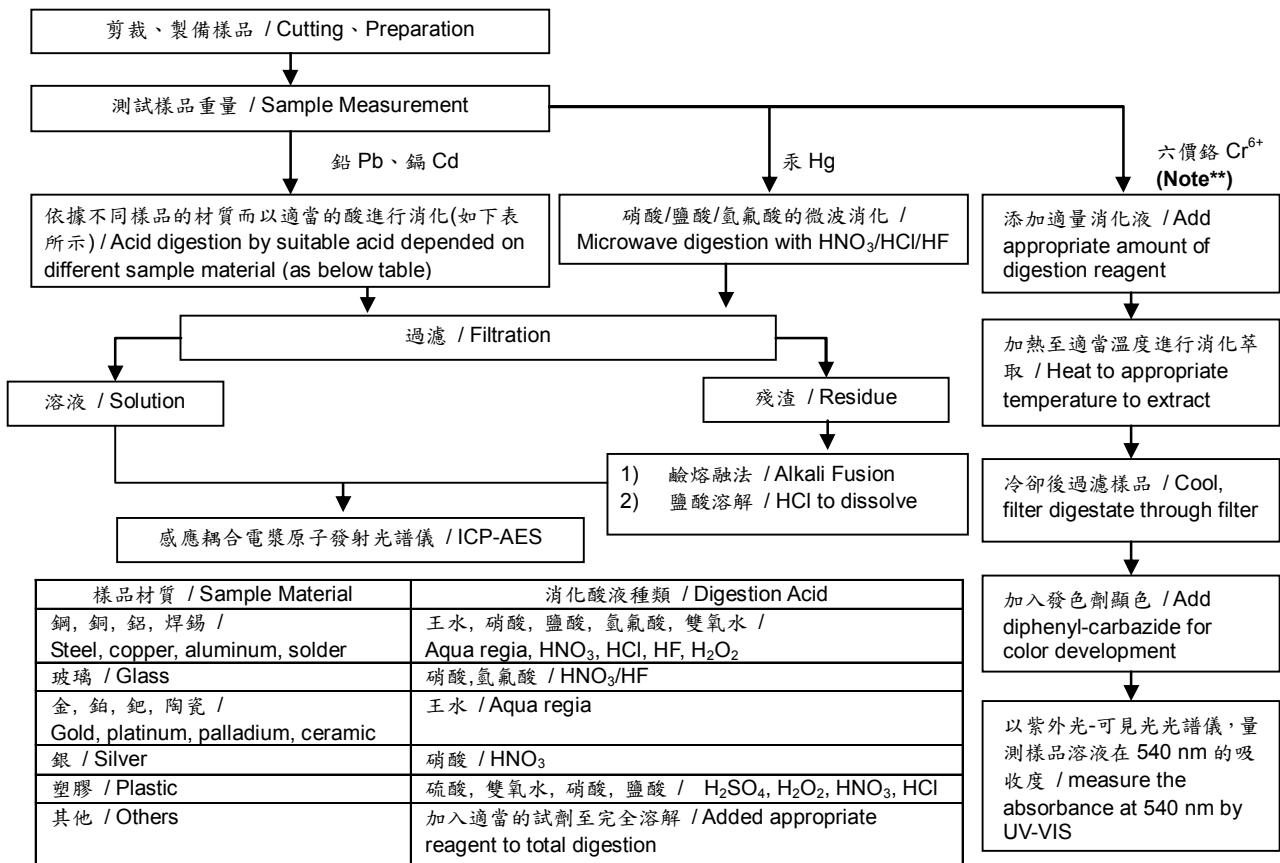 剪裁、製備樣品 / Cutting、Preparation
測試樣品重量 / Sample Measurement
鉛 Pb、鎘 Cd
汞 Hg
六價鉻 Cr⁶⁺
(Note**)
依據不同樣品的材質而以適當的酸進行消化(如下表
所示) / Acid digestion by suitable acid depended on
different sample material (as below table)
硝酸/鹽酸/氫氟酸的微波消化 /
Microwave digestion with HNO₃/HCl/HF
添加適量消化液 / Add
appropriate amount of
digestion reagent
過濾 / Filtration
加熱至適當溫度進行消化萃
取 / Heat to appropriate
temperature to extract
溶液 / Solution
殘渣 / Residue
1) 鹼熔融法 / Alkali Fusion
2) 鹽酸溶解 / HCl to dissolve
冷卻後過濾樣品 / Cool,
filter digestate through filter
感應耦合電漿原子發射光譜儀 / ICP-AES
樣品材質 / Sample Material
消化酸液種類 / Digestion Acid
鋼, 銅, 鋁, 焊錫 /
Steel, copper, aluminum, solder
王水, 硝酸, 鹽酸, 氫氟酸, 雙氧水 /
Aqua regia, HNO₃, HCl, HF, H₂O₂
玻璃 / Glass
硝酸,氫氟酸 / HNO₃/HF
金, 鉑, 鈀, 陶瓷 /
Gold, platinum, palladium, ceramic
王水 / Aqua regia
銀 / Silver
硝酸 / HNO₃
塑膠 / Plastic
硫酸, 雙氧水, 硝酸, 鹽酸 / H₂SO₄, H₂O₂, HNO₃, HCl
其他 / Others
加入適當的試劑至完全溶解 / Added appropriate
reagent to total digestion
加入發色劑顯色 / Add
diphenyl-carbazide for
color development
以紫外光-可見光光譜儀，量
測樣品溶液在 540 nm 的吸
收度 / measure the
absorbance at 540 nm by
UV-VIS